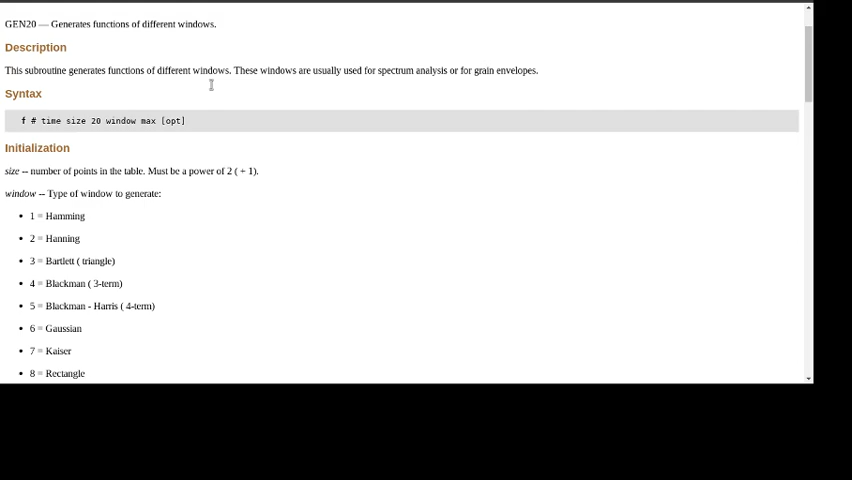 GEN20 — Generates functions of different windows.
Description
This subroutine generates functions of different windows. These windows are usually used for spectrum analysis or for grain envelopes.
Syntax
f # time size 20 window max [opt]
Initialization
size -- number of points in the table. Must be a power of 2 ( + 1).
window -- Type of window to generate:
• 1 = Hamming
• 2 = Hanning
• 3 = Bartlett ( triangle)
• 4 = Blackman ( 3-term)
• 5 = Blackman - Harris ( 4-term)
• 6 = Gaussian
• 7 = Kaiser
• 8 = Rectangle